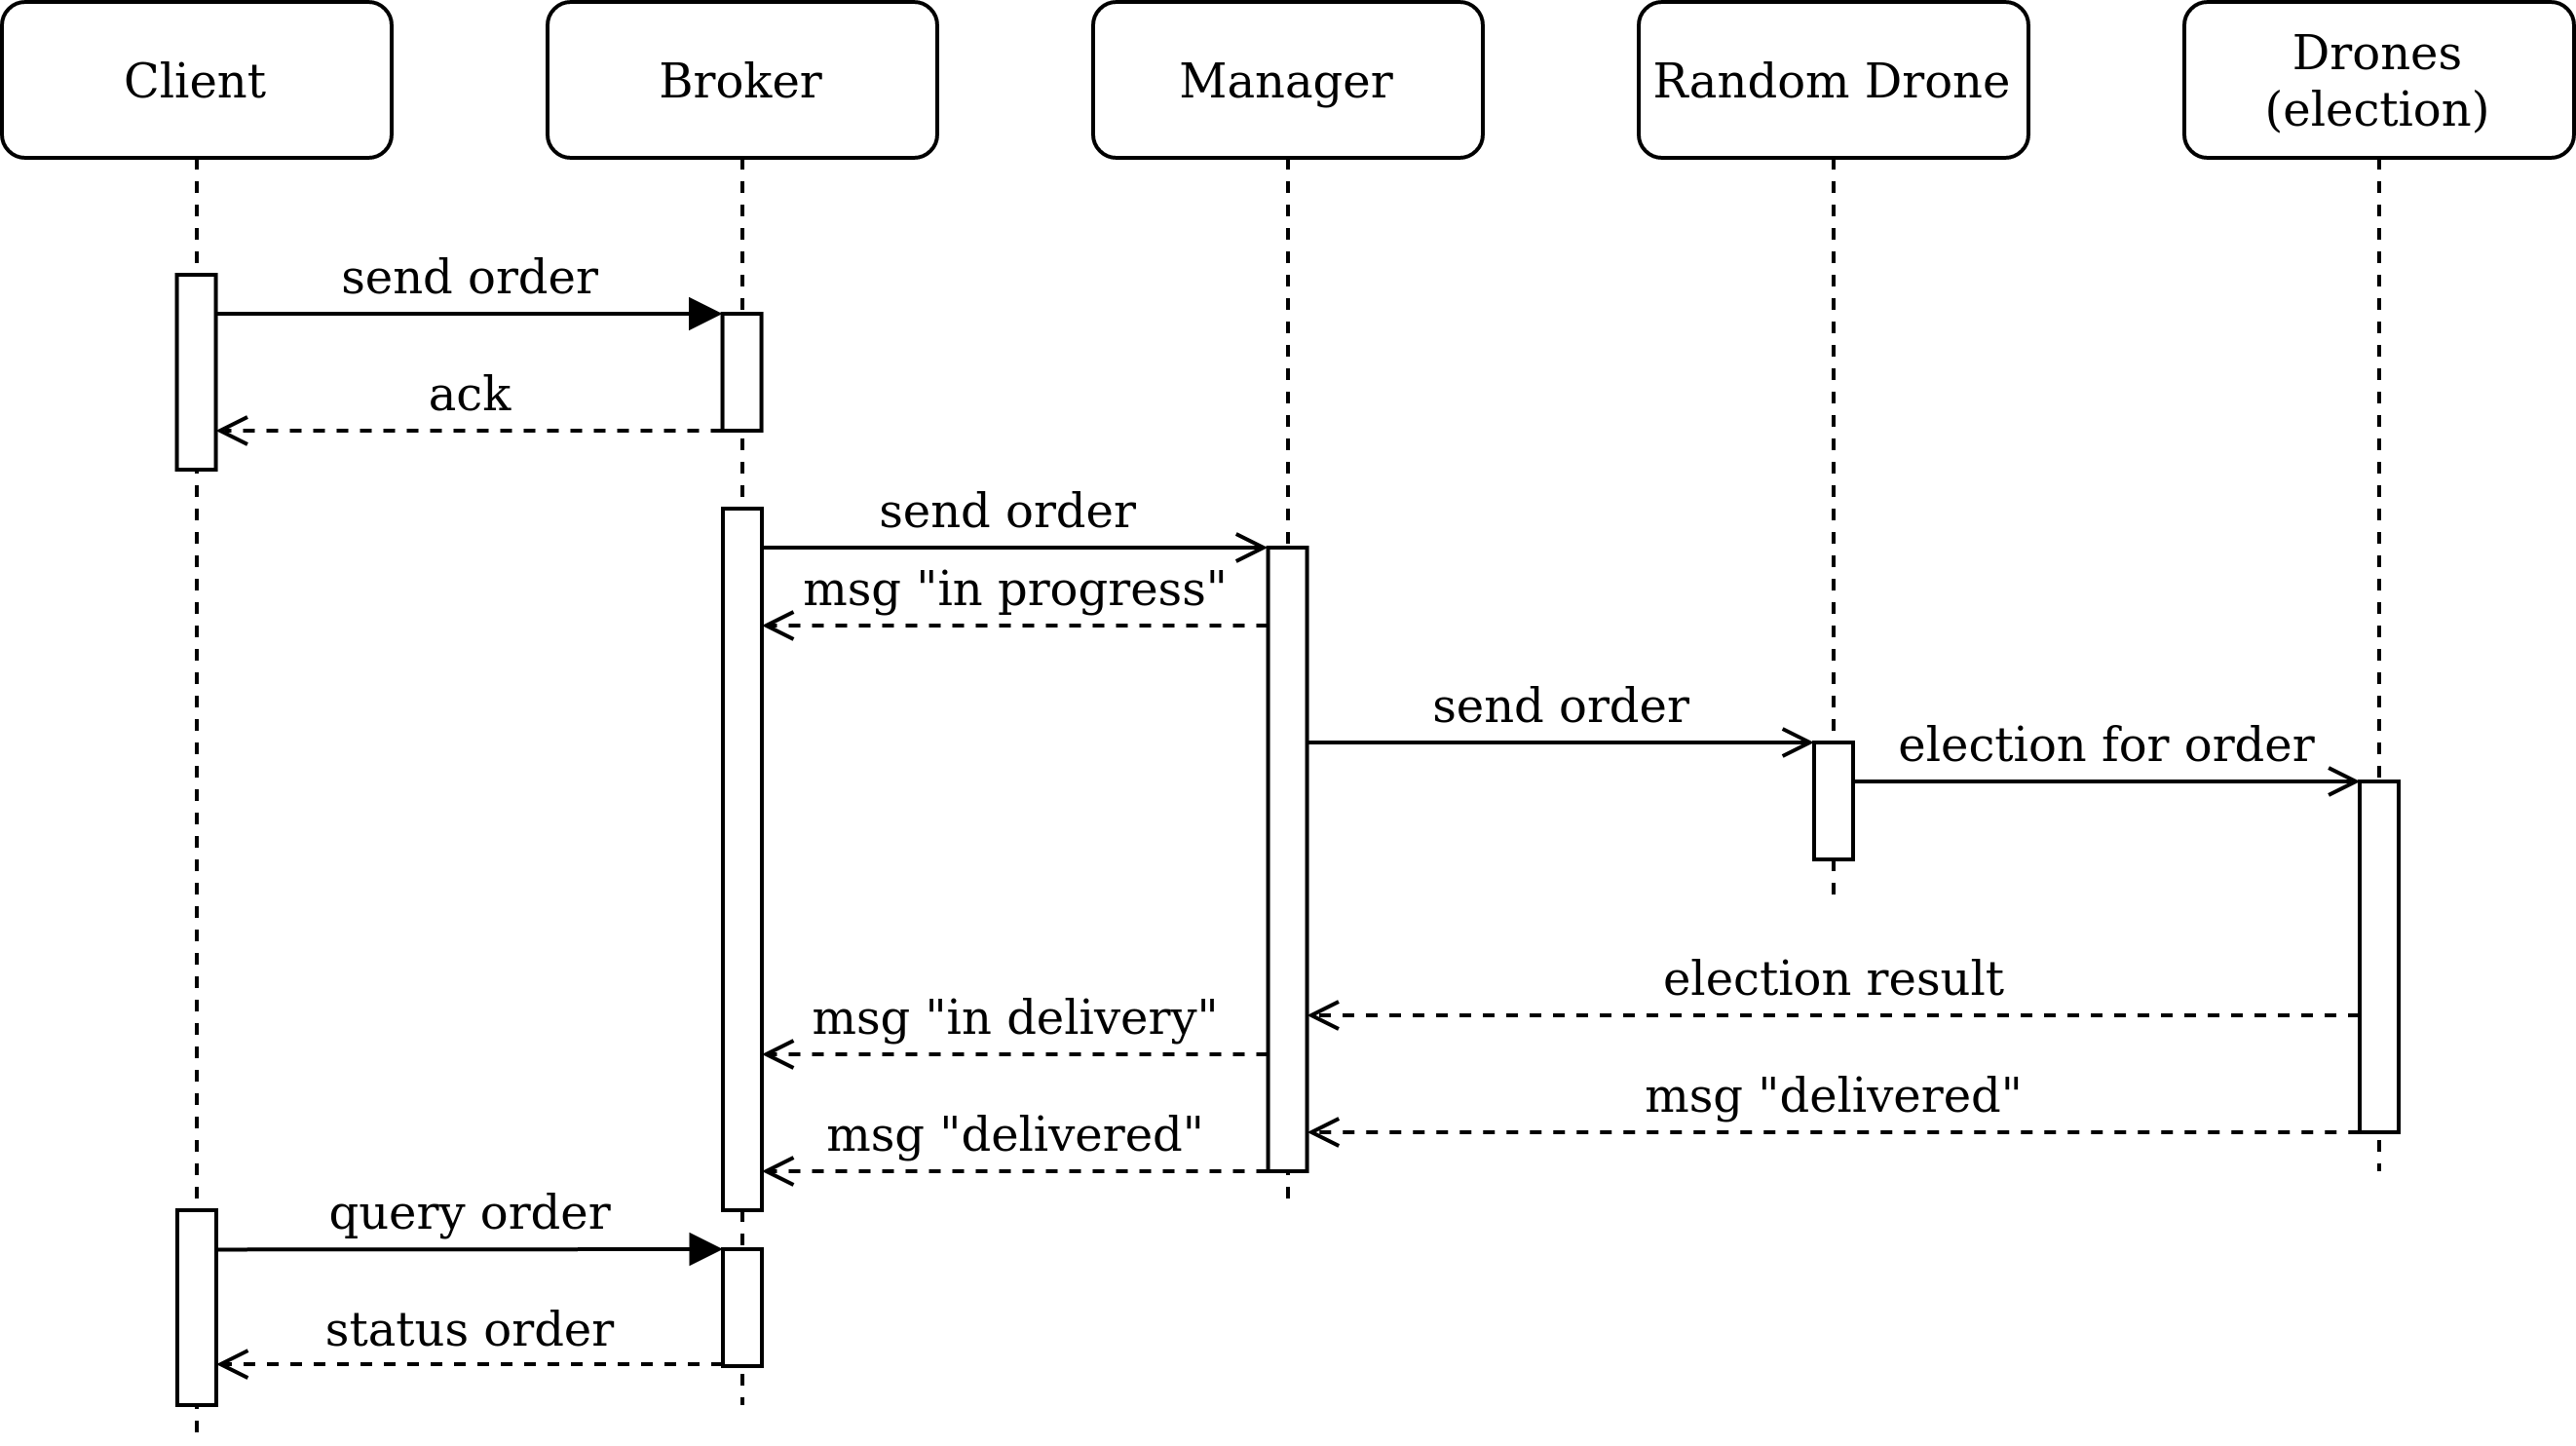 Client
Broker
Manager
Random Drone
Drones
(election)
send order
ack
send order
msg "in progress"
send order
election for order
election result
msg "in delivery"
msg "delivered"
msg "delivered"
query order
status order